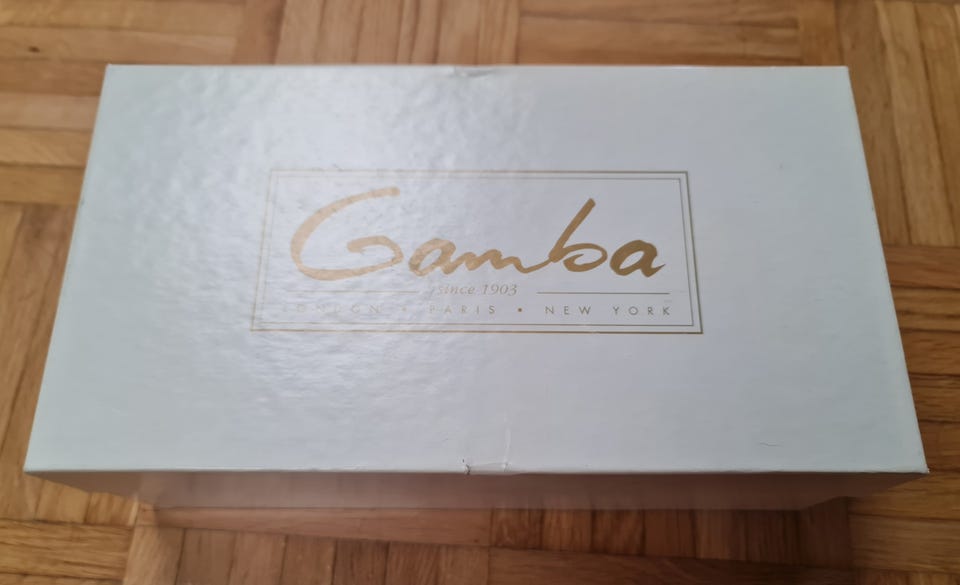 Gamba
since 1903
LONDON • PARIS • NEW YORK